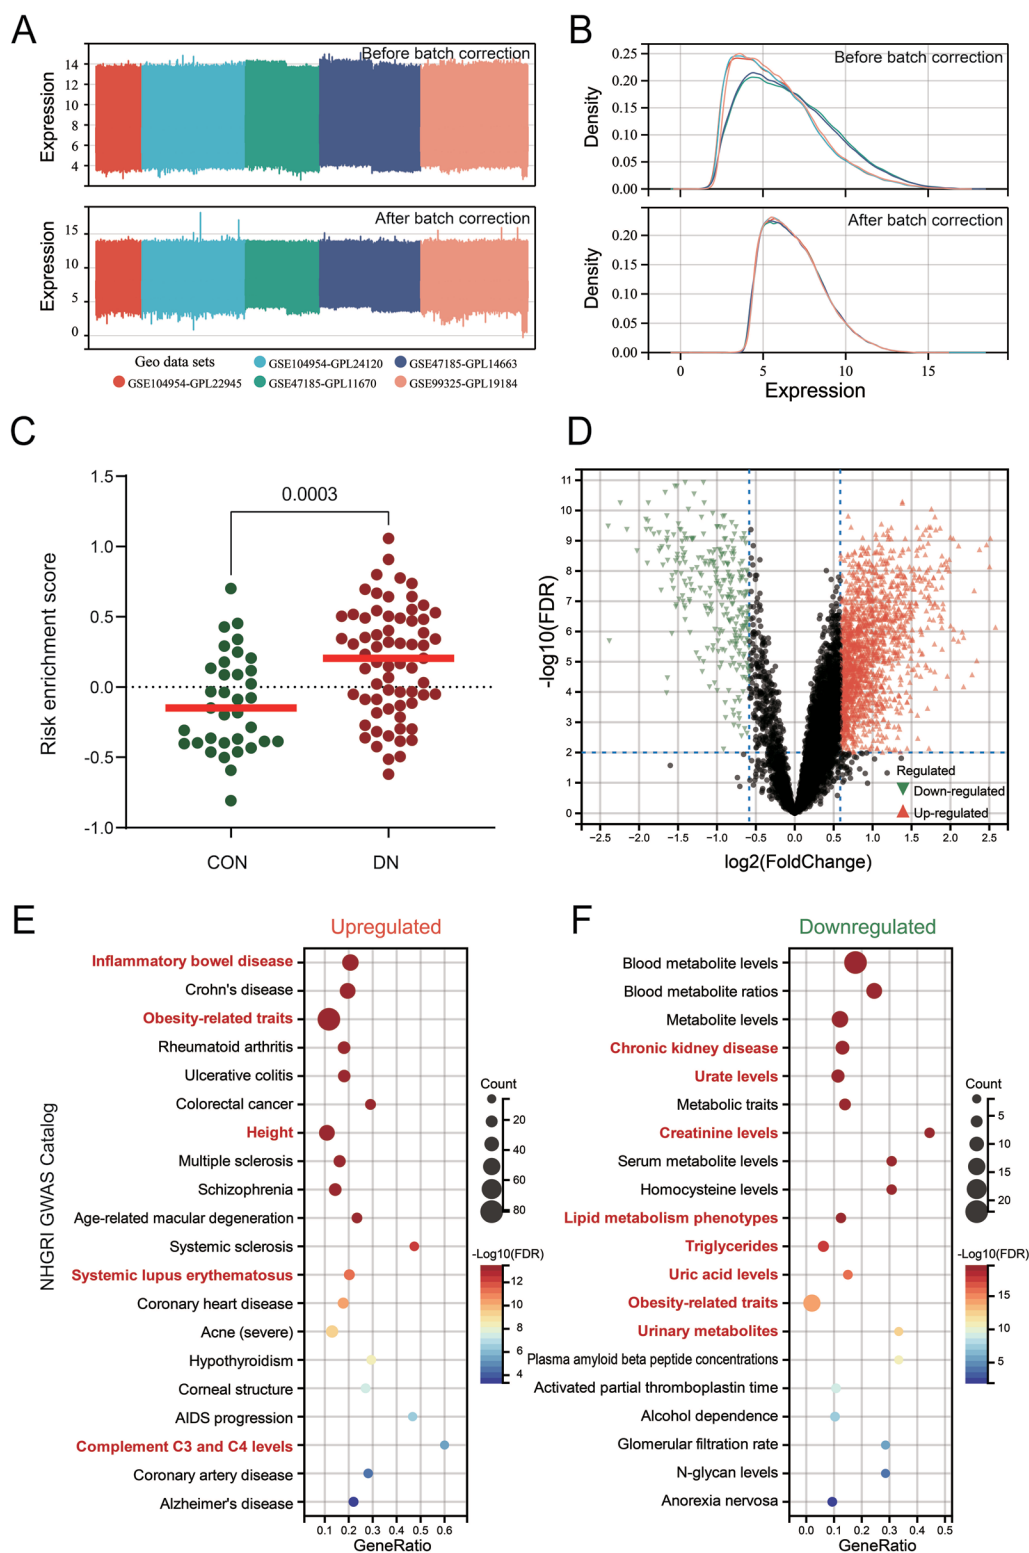 A
Before batch correction
Expression
14
12
10
8
6
4
After batch correction
Expression
15
10
5
0
Geo data sets
GSE104954-GPL24120
GSE47185-GPL14663
GSE104954-GPL22945
GSE47185-GPL11670
GSE99325-GPL19184
B
Before batch correction
Density
0.25
0.20
0.15
0.10
0.05
0.00
After batch correction
Density
0.20
0.15
0.10
0.05
0.00
0 5 10 15
Expression
C
Risk enrichment score
1.5
1.0
0.5
0.0
-0.5
-1.0
0.0003
CON DN
D
-log10(FDR)
11
10
9
8
7
6
5
4
3
2
1
0
Regulated
Down-regulated
Up-regulated
−2.5 −2.0 −1.5 −1.0 −0.5 0.0 0.5 1.0 1.5 2.0 2.5
log2(FoldChange)
E
Upregulated
NHGRI GWAS Catalog
Inflammatory bowel disease
Crohn's disease
Obesity-related traits
Rheumatoid arthritis
Ulcerative colitis
Colorectal cancer
Height
Multiple sclerosis
Schizophrenia
Age-related macular degeneration
Systemic sclerosis
Systemic lupus erythematosus
Coronary heart disease
Acne (severe)
Hypothyroidism
Corneal structure
AIDS progression
Complement C3 and C4 levels
Coronary artery disease
Alzheimer's disease
0.1 0.2 0.3 0.4 0.5 0.6
GeneRatio
Count
20
40
60
80
-Log10(FDR)
12
10
8
6
4
F
Downregulated
Blood metabolite levels
Blood metabolite ratios
Metabolite levels
Chronic kidney disease
Urate levels
Metabolic traits
Creatinine levels
Serum metabolite levels
Homocysteine levels
Lipid metabolism phenotypes
Triglycerides
Uric acid levels
Obesity-related traits
Urinary metabolites
Plasma amyloid beta peptide concentrations
Activated partial thromboplastin time
Alcohol dependence
Glomerular filtration rate
N-glycan levels
Anorexia nervosa
0.0 0.1 0.2 0.3 0.4 0.5
GeneRatio
Count
5
10
15
20
-Log10(FDR)
15
10
5